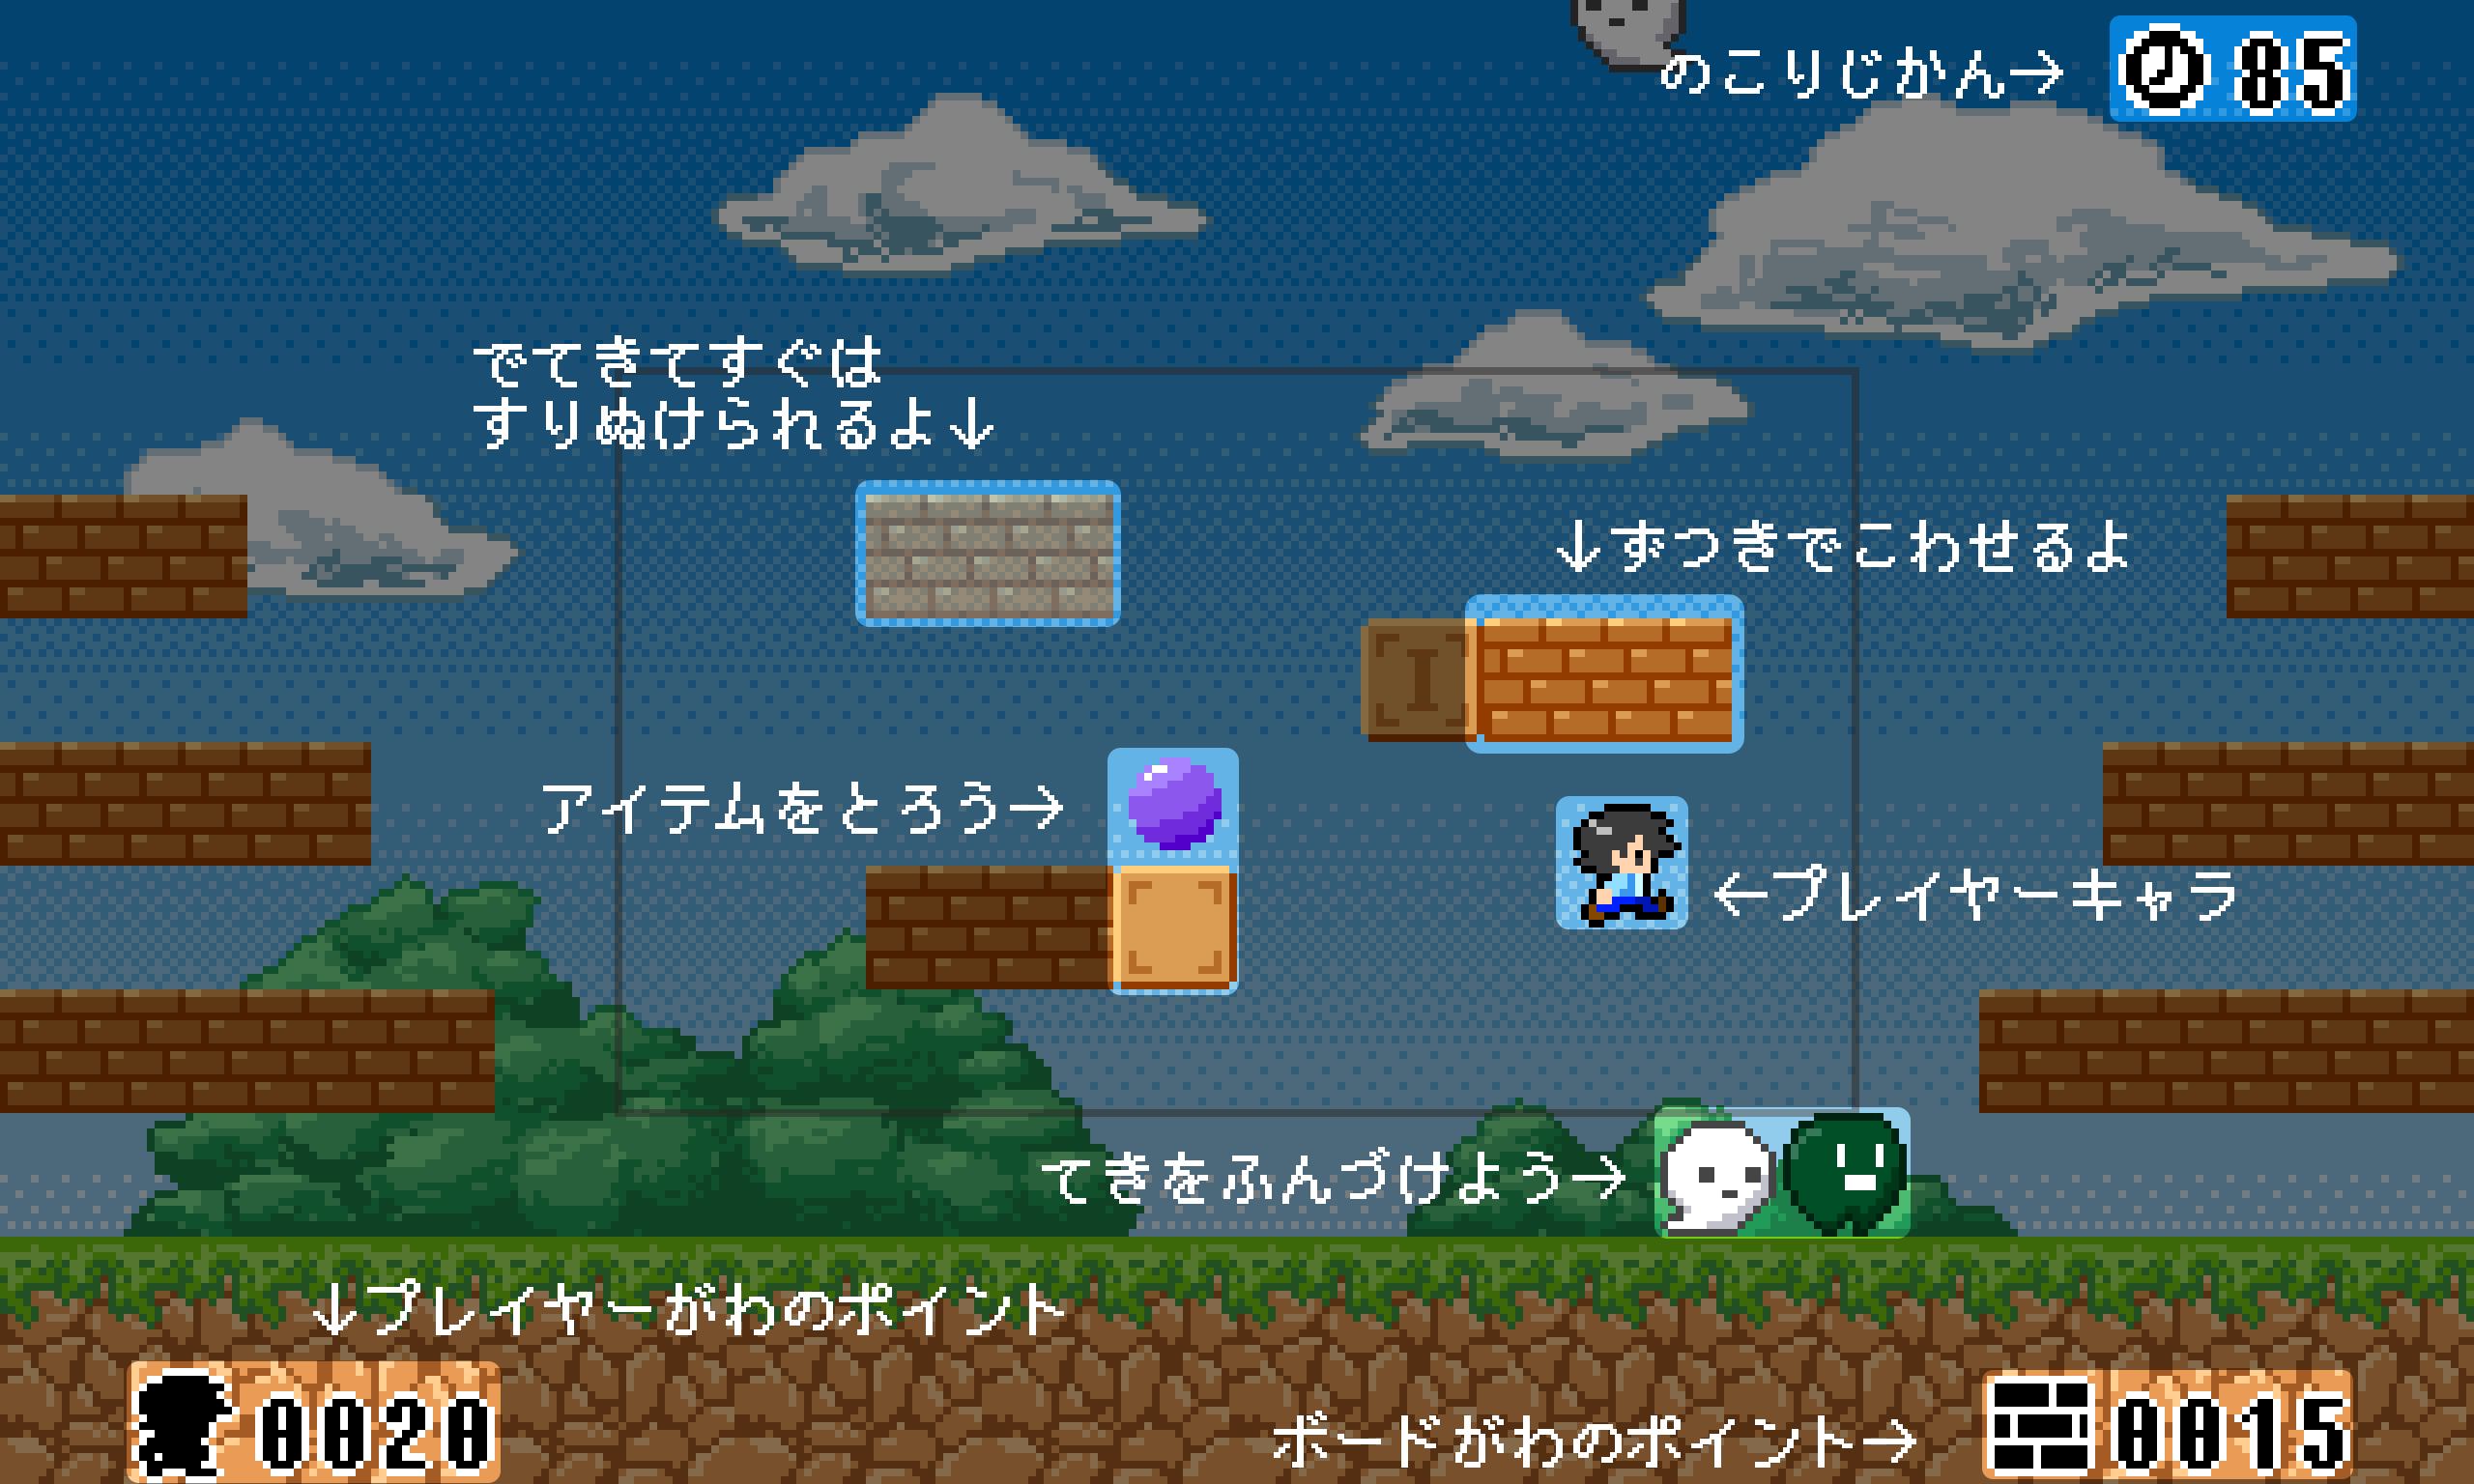 のこりじかん→ 85
でてきてすぐは
すりぬけられるよ↓
↓ずつきでこわせるよ
I
アイテムをとろう→
←プレイヤーキャラ
てきをふんづけよう→
↓プレイヤーがわのポイント
0020
ボードがわのポイント→ 0015